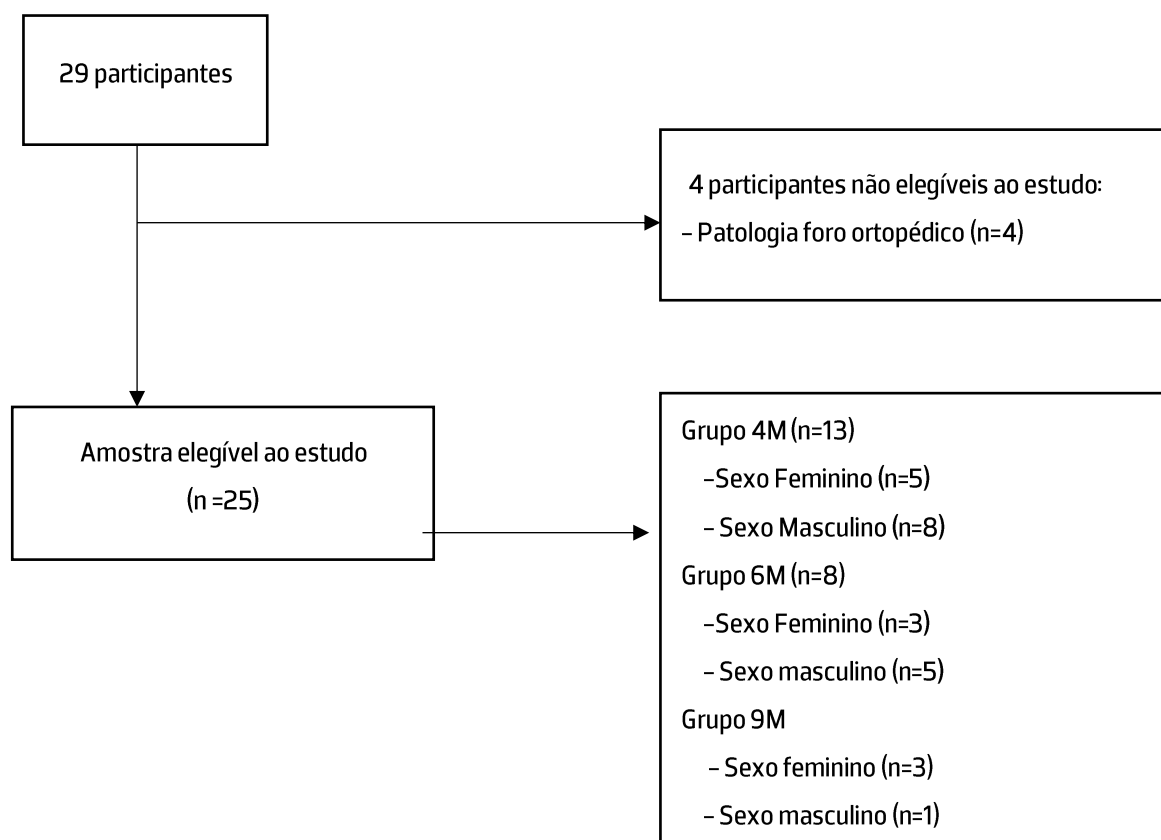 29 participantes
4 participantes não elegíveis ao estudo:
– Patologia foro ortopédico (n=4)
Amostra elegível ao estudo
(n =25)
Grupo 4M (n=13)
–Sexo Feminino (n=5)
– Sexo Masculino (n=8)
Grupo 6M (n=8)
–Sexo Feminino (n=3)
– Sexo masculino (n=5)
Grupo 9M
– Sexo feminino (n=3)
– Sexo masculino (n=1)